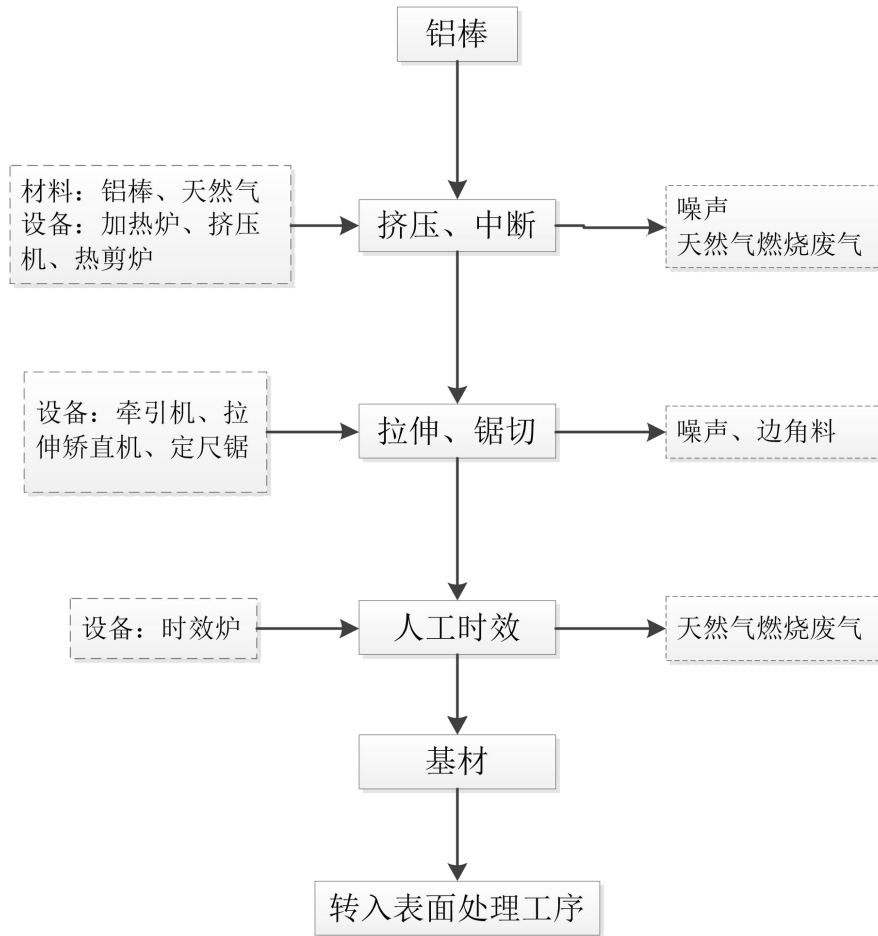 铝棒
材料：铝棒、天然气
设备：加热炉、挤压
机、热剪炉
挤压、中断
噪声
天然气燃烧废气
设备：牵引机、拉
伸矫直机、定尺锯
拉伸、锯切
噪声、边角料
设备：时效炉
人工时效
天然气燃烧废气
基材
转入表面处理工序